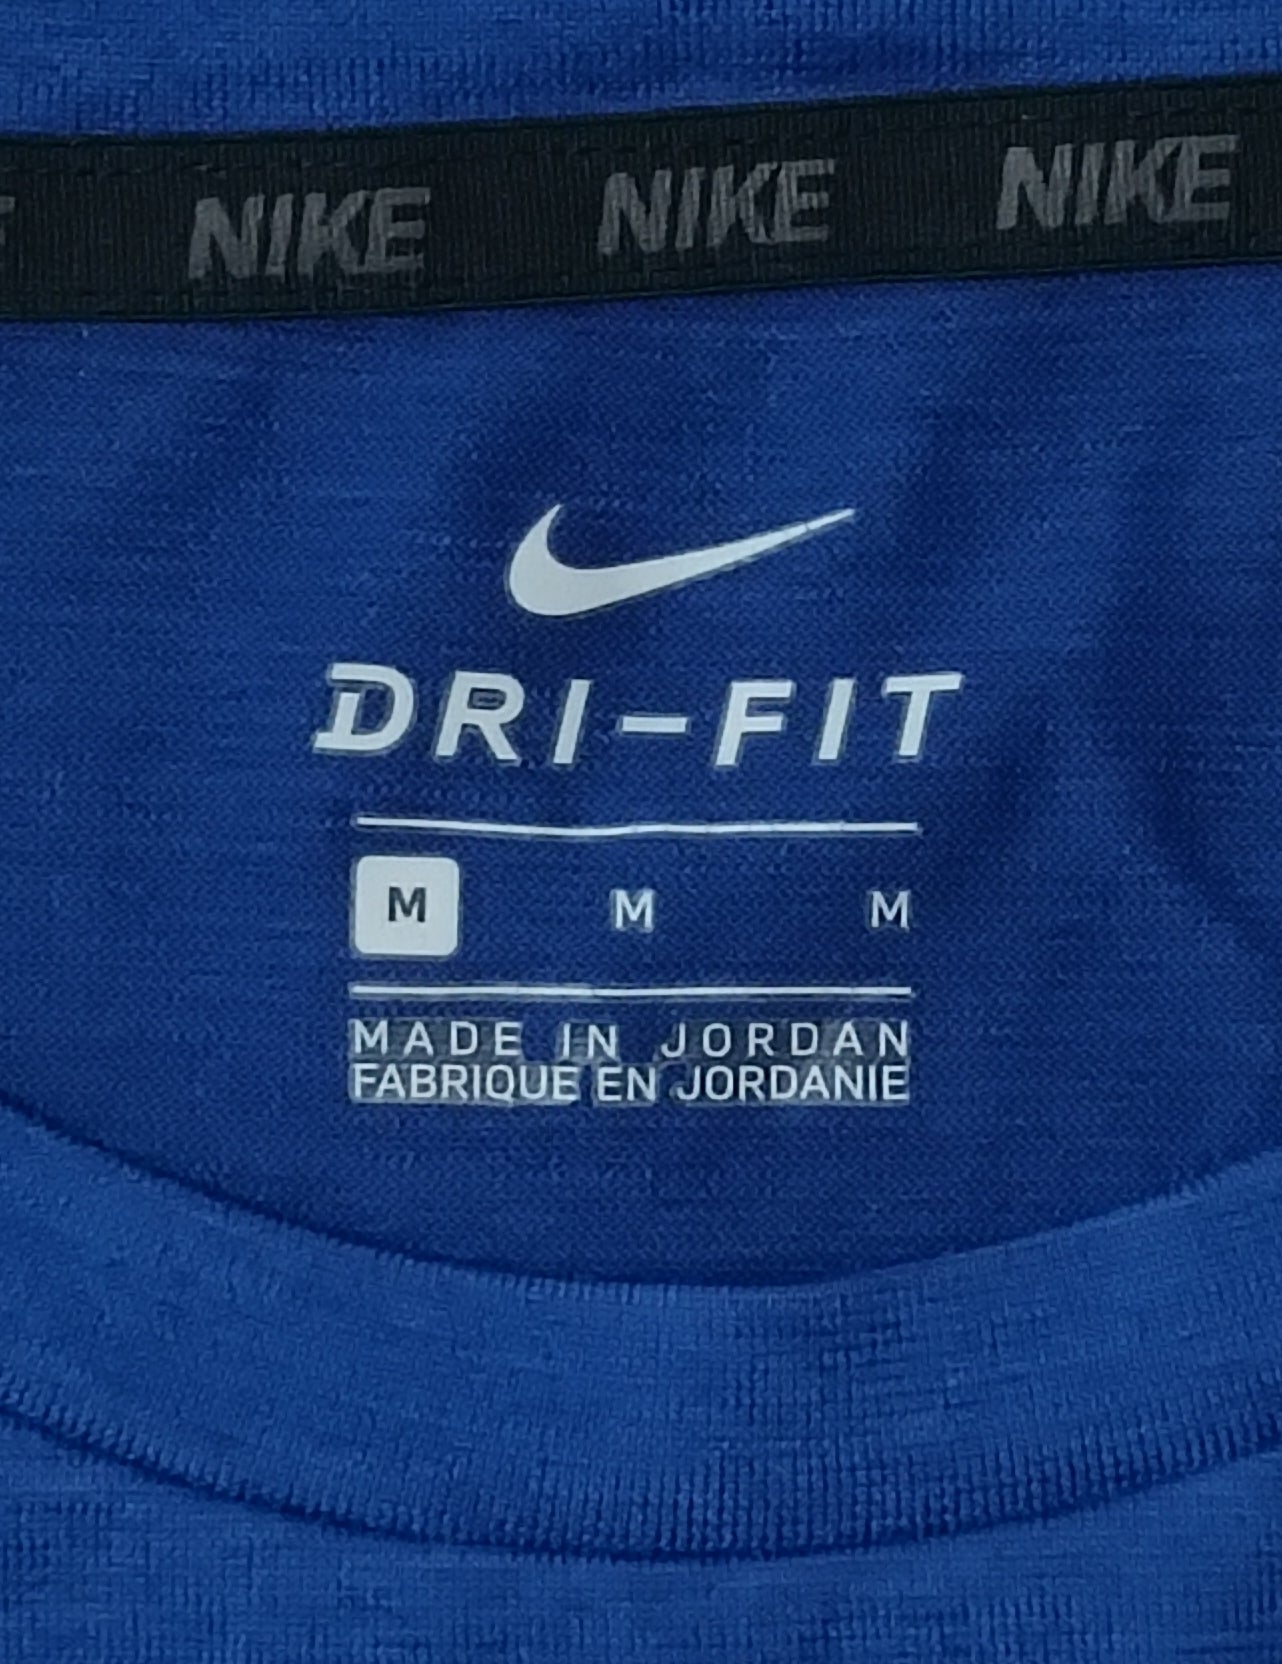 NIKE NIKE NIKE
DRI-FIT
M M M
MADE IN JORDAN
FABRIQUE EN JORDANIE